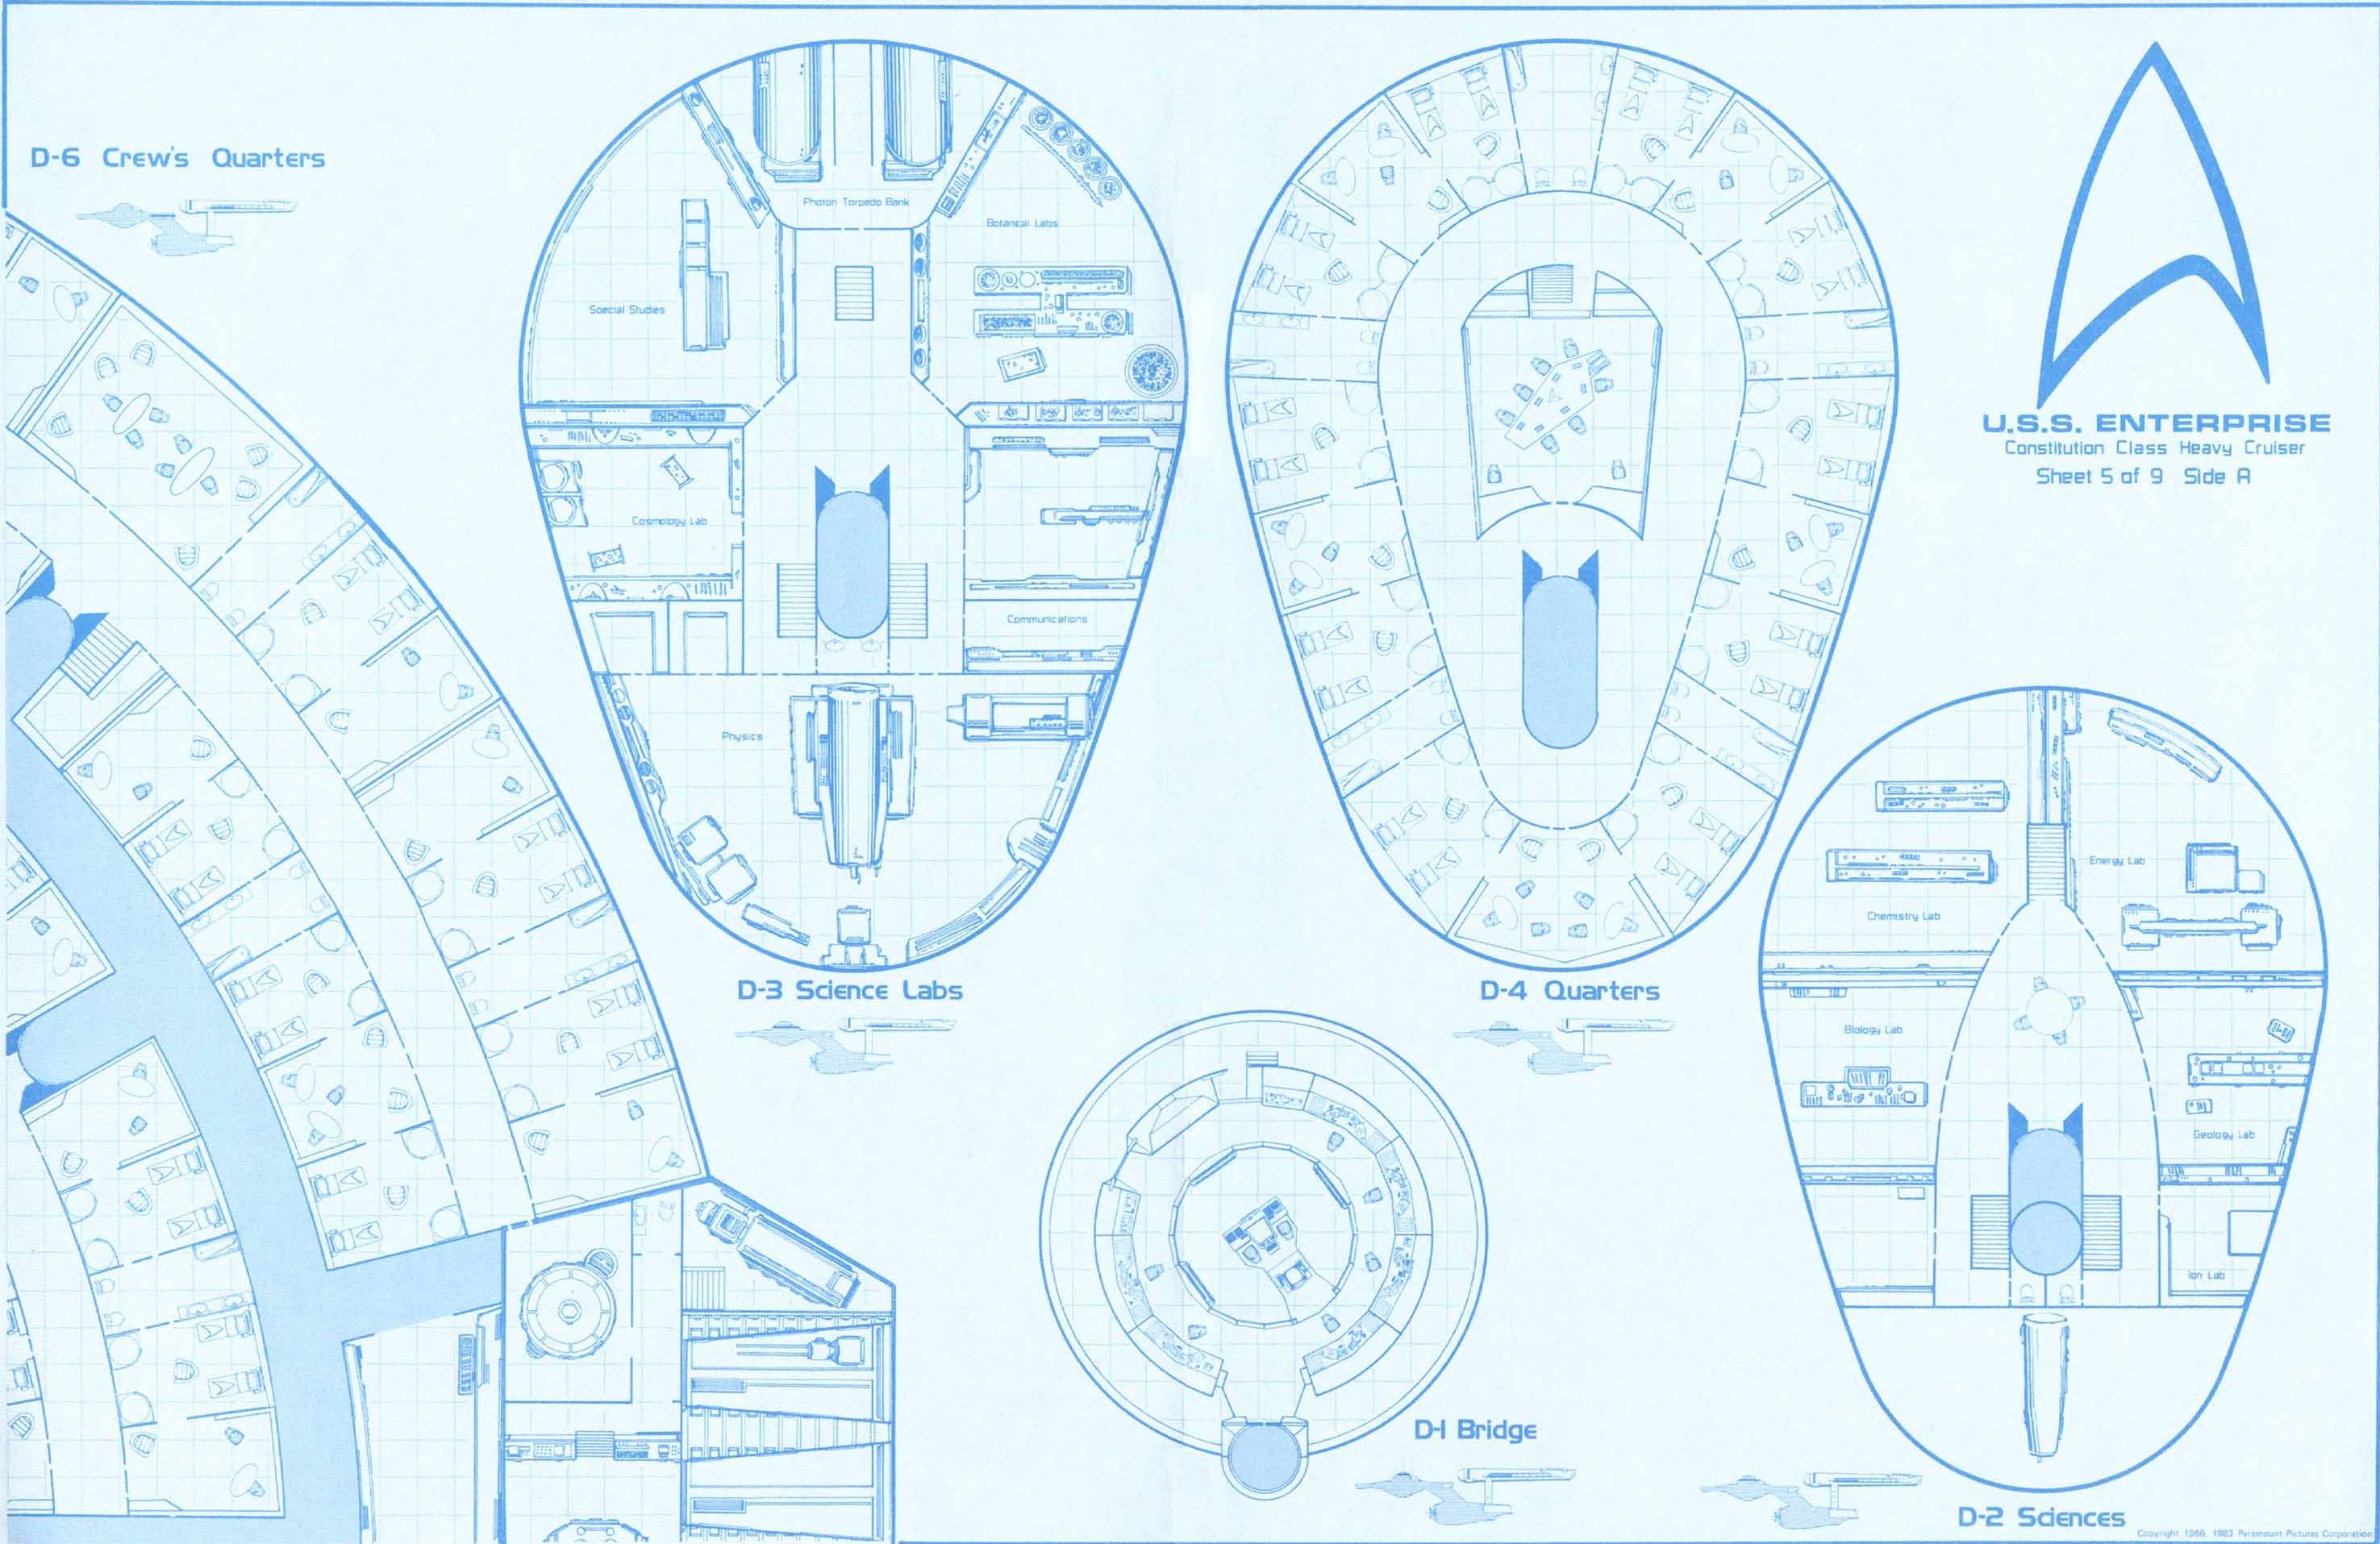 D-6 Crew's Quarters
Photon Torpedo Bank
Botanical Labs
Special Studies
Cosmology Lab
Communications
Physics
D-3 Science Labs
D-4 Quarters
U.S.S. ENTERPRISE
Constitution Class Heavy Cruiser
Sheet 5 of 9 Side A
Energy Lab
Chemistry Lab
Biology Lab
Geology Lab
Ion Lab
D-1 Bridge
D-2 Sciences
Copyright 1966, 1983 Paramount Pictures Corporation